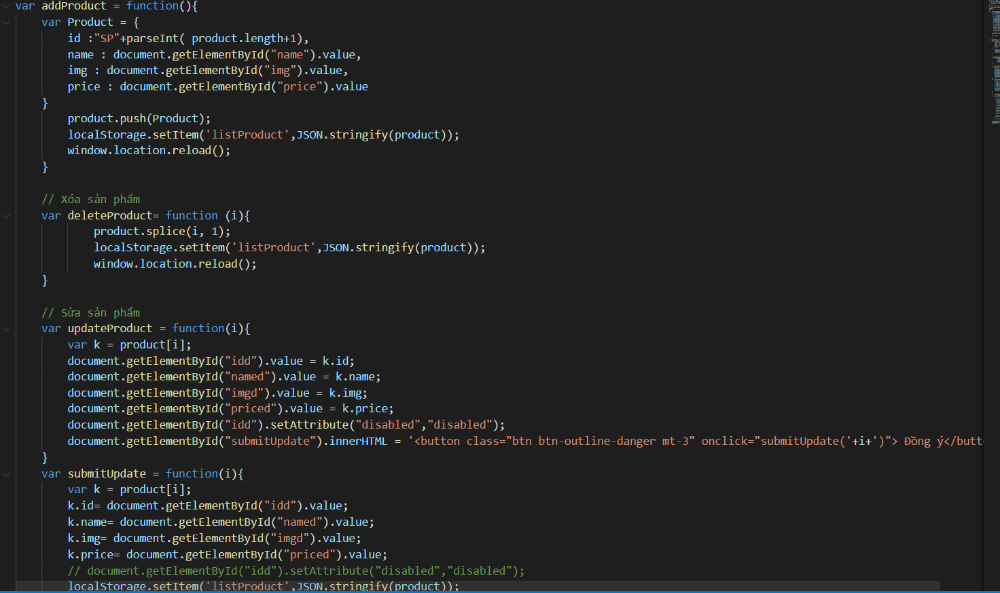 var addProduct = function(){
var Product = {
id :"SP"+parseInt( product.length+1),
name : document.getElementById("name").value,
img : document.getElementById("img").value,
price : document.getElementById("price").value
}
product.push(Product);
localStorage.setItem('listProduct',JSON.stringify(product));
window.location.reload();
}
// Xóa sản phẩm
var deleteProduct= function (i){
product.splice(i, 1);
localStorage.setItem('listProduct',JSON.stringify(product));
window.location.reload();
}
// Sửa sản phẩm
var updateProduct = function(i){
var k = product[i];
document.getElementById("idd").value = k.id;
document.getElementById("named").value = k.name;
document.getElementById("imgd").value = k.img;
document.getElementById("priced").value = k.price;
document.getElementById("idd").setAttribute("disabled","disabled");
document.getElementById("submitUpdate").innerHTML = '<button class="btn btn-outline-danger mt-3" onclick="submitUpdate('+i+')"> Đồng ý</butt
}
var submitUpdate = function(i){
var k = product[i];
k.id= document.getElementById("idd").value;
k.name= document.getElementById("named").value;
k.img= document.getElementById("imgd").value;
k.price= document.getElementById("priced").value;
// document.getElementById("idd").setAttribute("disabled","disabled");
localStorage.setItem('listProduct',JSON.stringify(product));